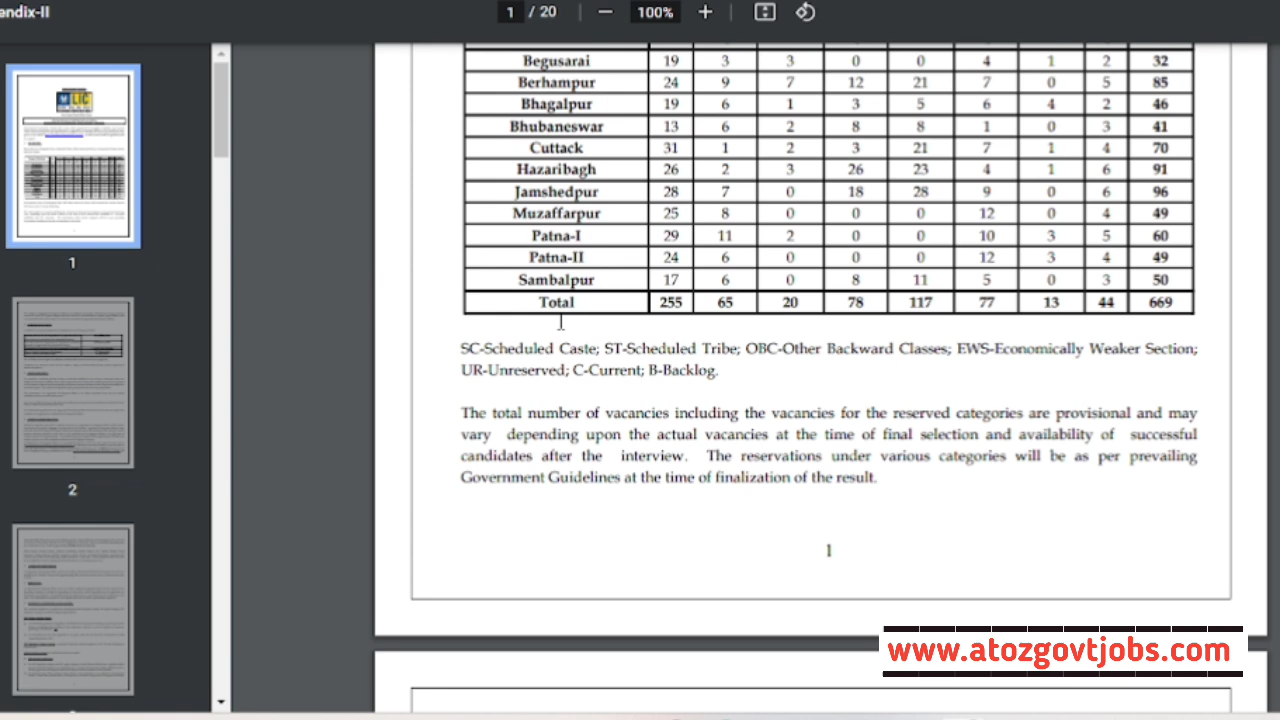 endix-II
1 / 20 100%
Begusarai 19 3 3 0 0 4 1 2 32
Berhampur 24 9 7 12 21 7 0 5 85
Bhagalpur 19 6 1 3 5 6 4 2 46
Bhubaneswar 13 6 2 8 8 1 0 3 41
Cuttack 31 1 2 3 21 7 1 4 70
Hazaribagh 26 2 3 26 23 4 1 6 91
Jamshedpur 28 7 0 18 28 9 0 6 96
Muzaffarpur 25 8 0 0 0 12 0 4 49
Patna-I 29 11 2 0 0 10 3 5 60
Patna-II 24 6 0 0 0 12 3 4 49
Sambalpur 17 6 0 8 11 5 0 3 50
Total 255 65 20 78 117 77 13 44 669
SC-Scheduled Caste; ST-Scheduled Tribe; OBC-Other Backward Classes; EWS-Economically Weaker Section;
UR-Unreserved; C-Current; B-Backlog.
The total number of vacancies including the vacancies for the reserved categories are provisional and may
vary depending upon the actual vacancies at the time of final selection and availability of successful
candidates after the interview. The reservations under various categories will be as per prevailing
Government Guidelines at the time of finalization of the result.
1
www.atozgovtjobs.com
LIC
1
2